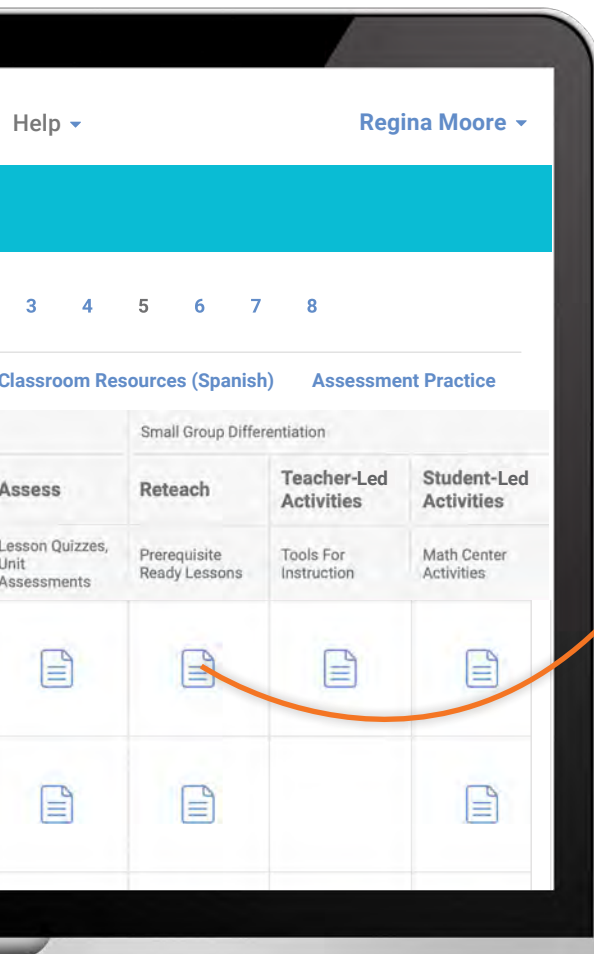 Help
Regina Moore
3 4 5 6 7 8
Classroom Resources (Spanish) Assessment Practice
Small Group Differentiation
Assess
Reteach
Teacher-Led
Activities
Student-Led
Activities
Lesson Quizzes,
Unit
Assessments
Prerequisite
Ready Lessons
Tools For
Instruction
Math Center
Activities